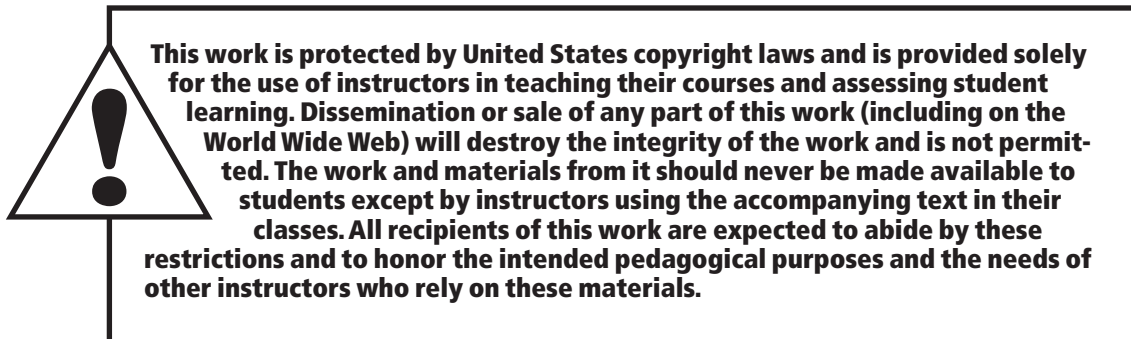 This work is protected by United States copyright laws and is provided solely
for the use of instructors in teaching their courses and assessing student
learning. Dissemination or sale of any part of this work (including on the
World Wide Web) will destroy the integrity of the work and is not permit-
ted. The work and materials from it should never be made available to
students except by instructors using the accompanying text in their
classes. All recipients of this work are expected to abide by these
restrictions and to honor the intended pedagogical purposes and the needs of
other instructors who rely on these materials.